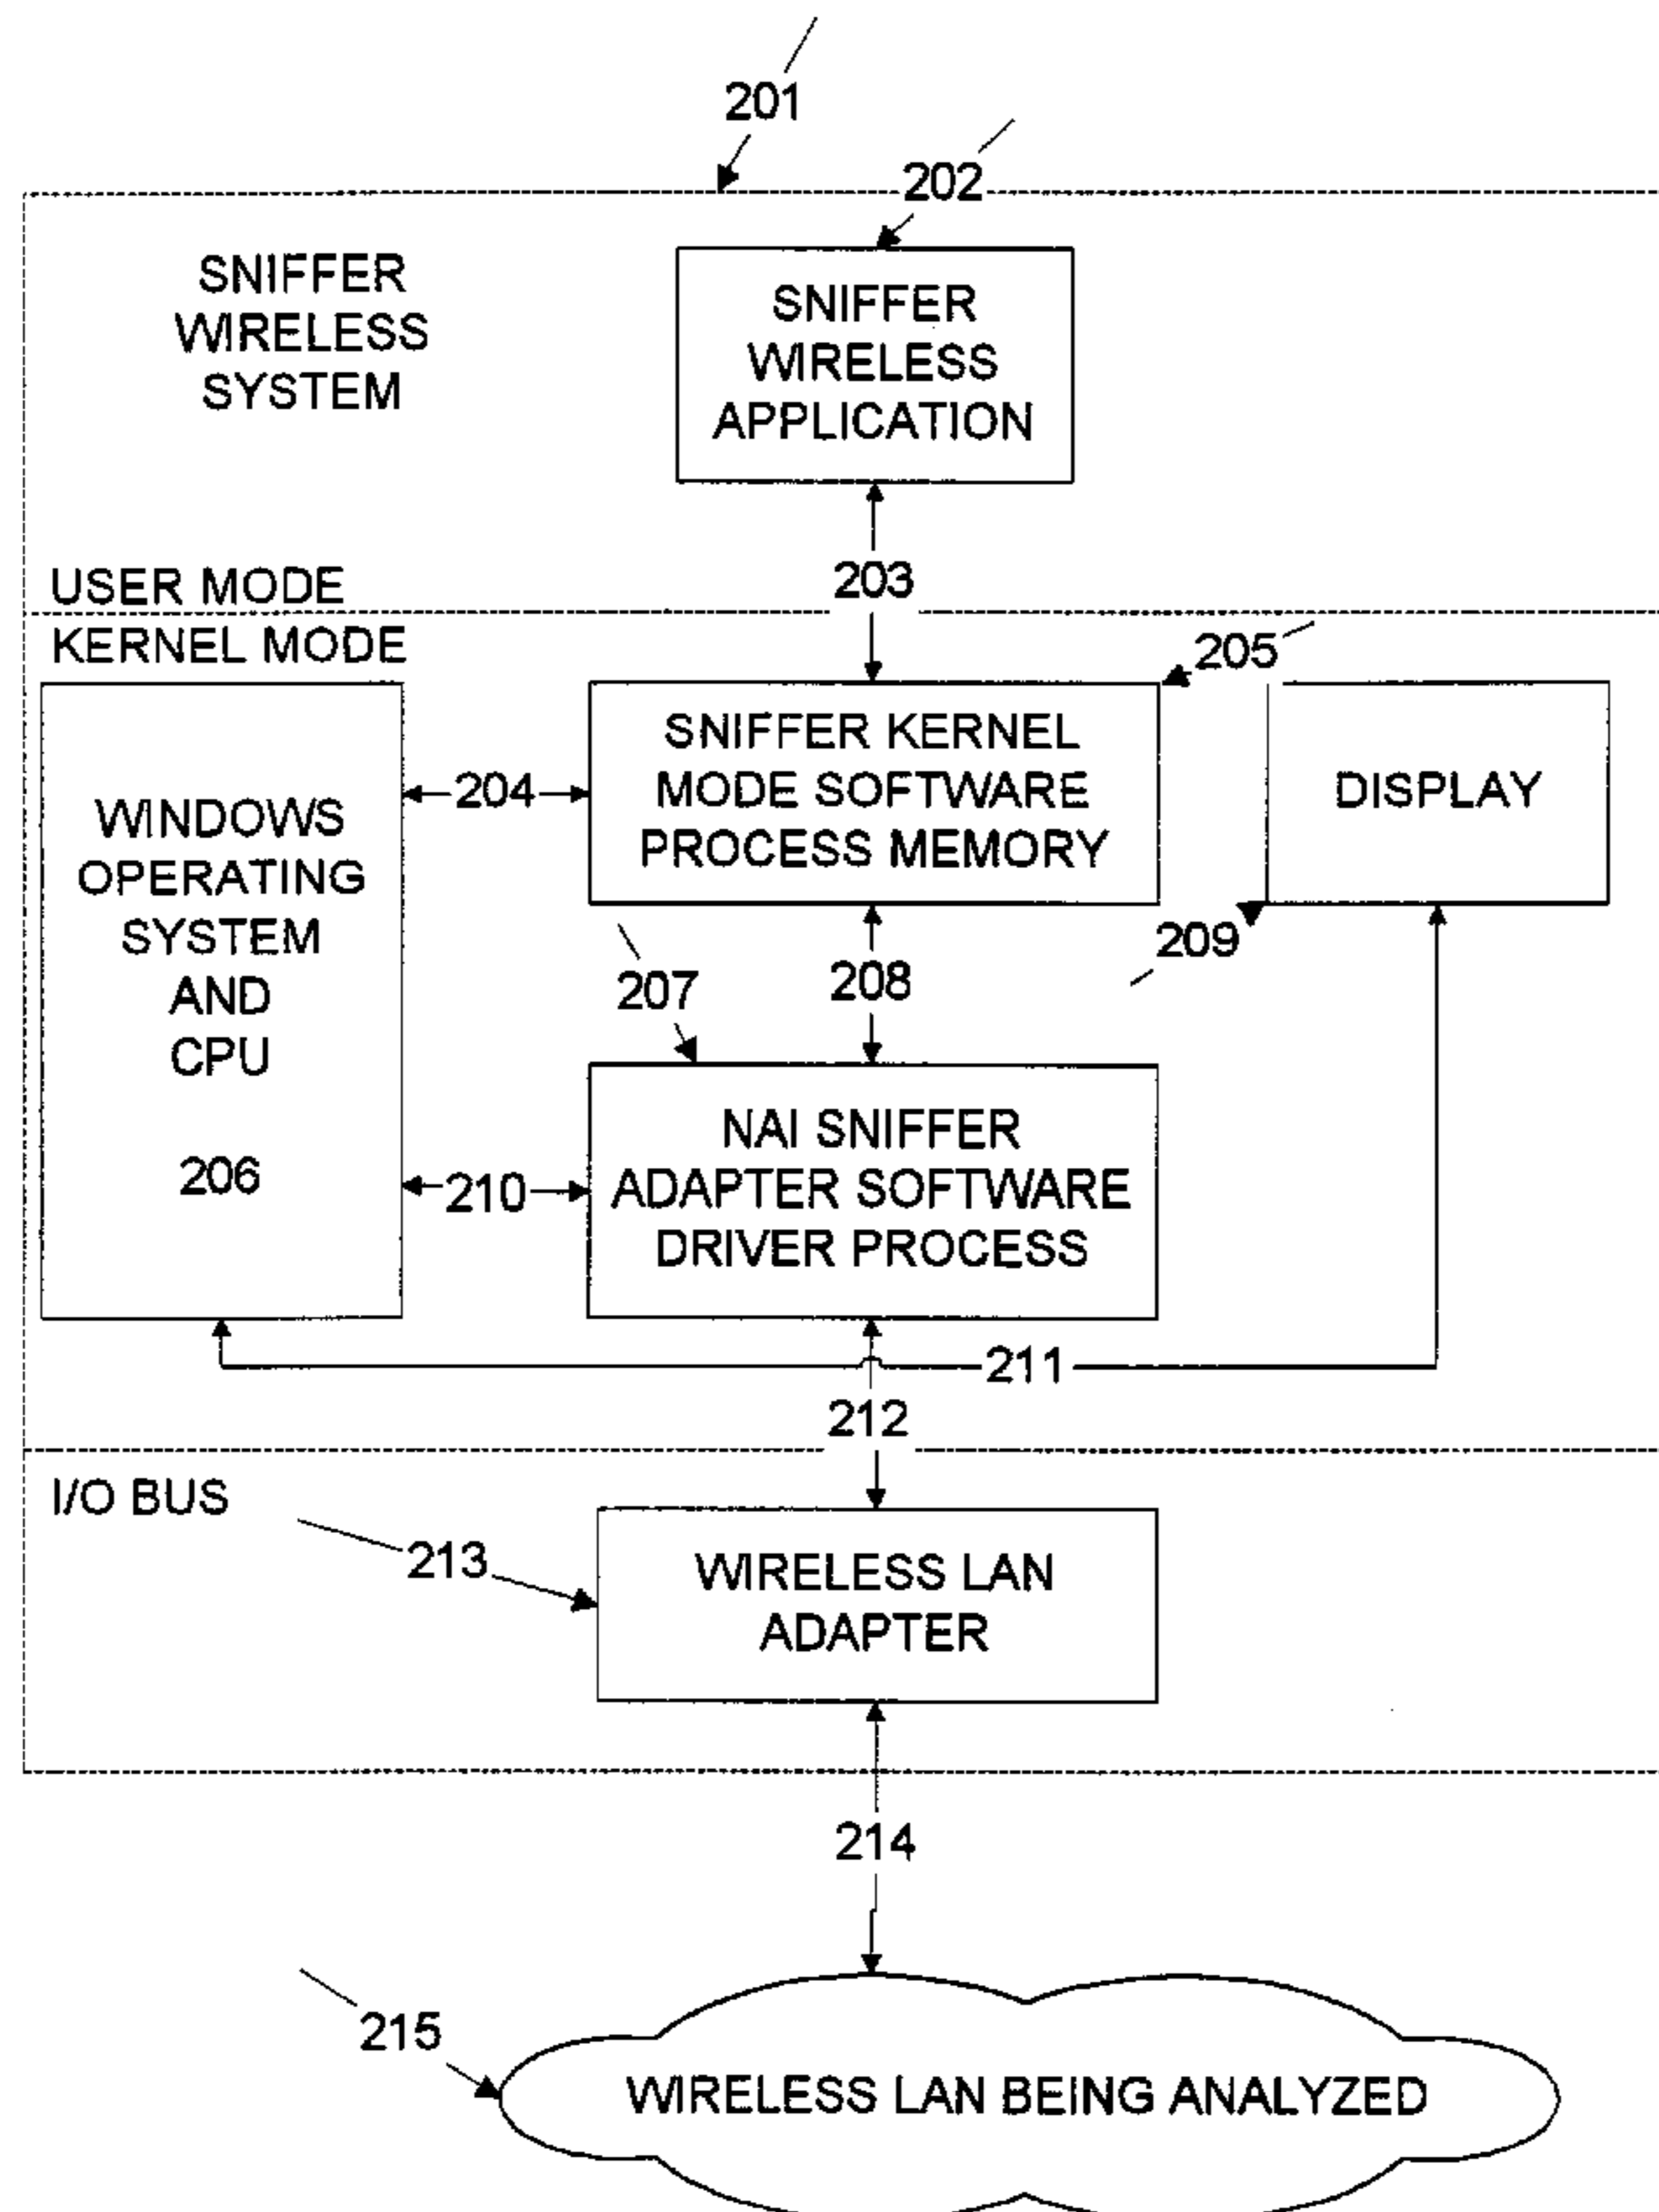 201
202
SNIFFER
WIRELESS
SYSTEM
SNIFFER
WIRELESS
APPLICATION
203
USER MODE
KERNEL MODE
205
SNIFFER KERNEL
MODE SOFTWARE
PROCESS MEMORY
DISPLAY
204
WINDOWS
OPERATING
SYSTEM
AND
CPU
206
209
207
208
NAI SNIFFER
ADAPTER SOFTWARE
DRIVER PROCESS
210
211
212
I/O BUS
213
WIRELESS LAN
ADAPTER
214
215
WIRELESS LAN BEING ANALYZED